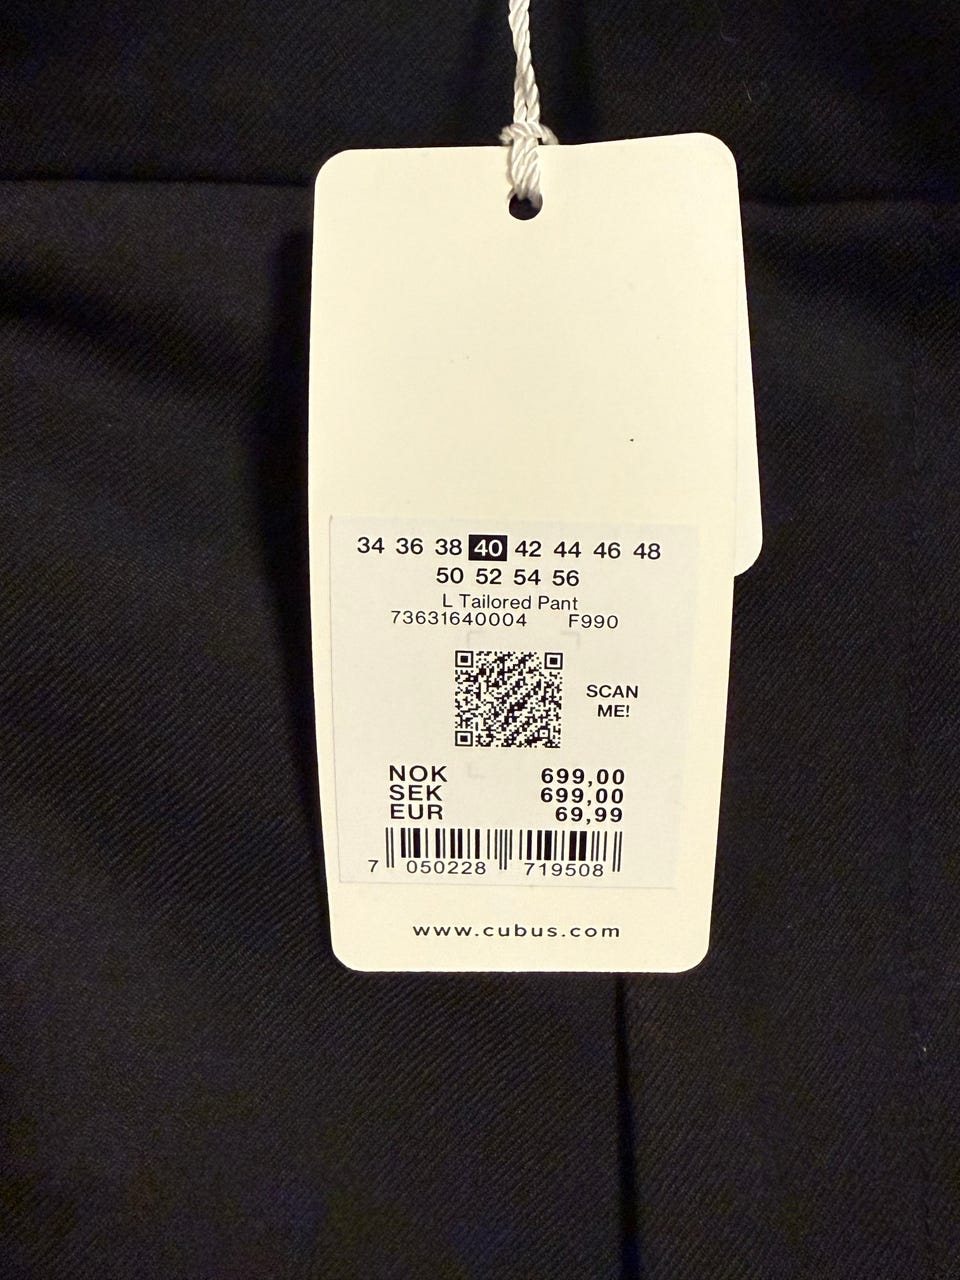 34 36 38 40 42 44 46 48
50 52 54 56
L Tailored Pant
73631640004 F990
SCAN
ME!
NOK 699,00
SEK 699,00
EUR 69,99
7 050228 719508
www.cubus.com